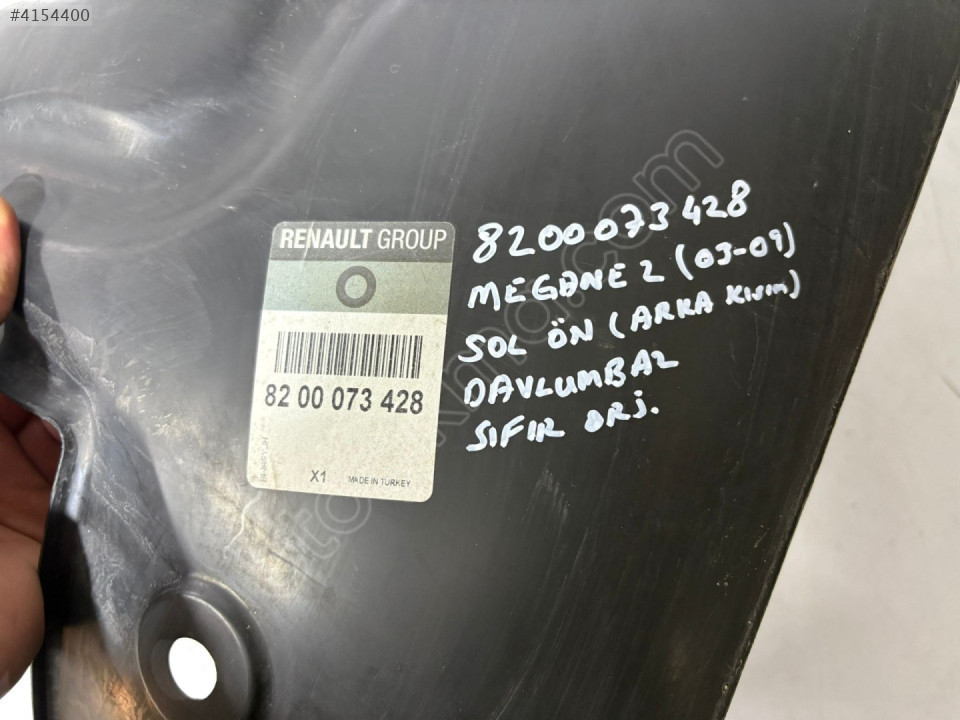 #4154400
RENAULT GROUP
82 00 073 428
X1
MADE IN TURKEY
8200073428
MEGANE 2 (03-09)
SOL ÖN (ARKA KISIM)
DAVLUMBAZ
SIFIR ORJ.